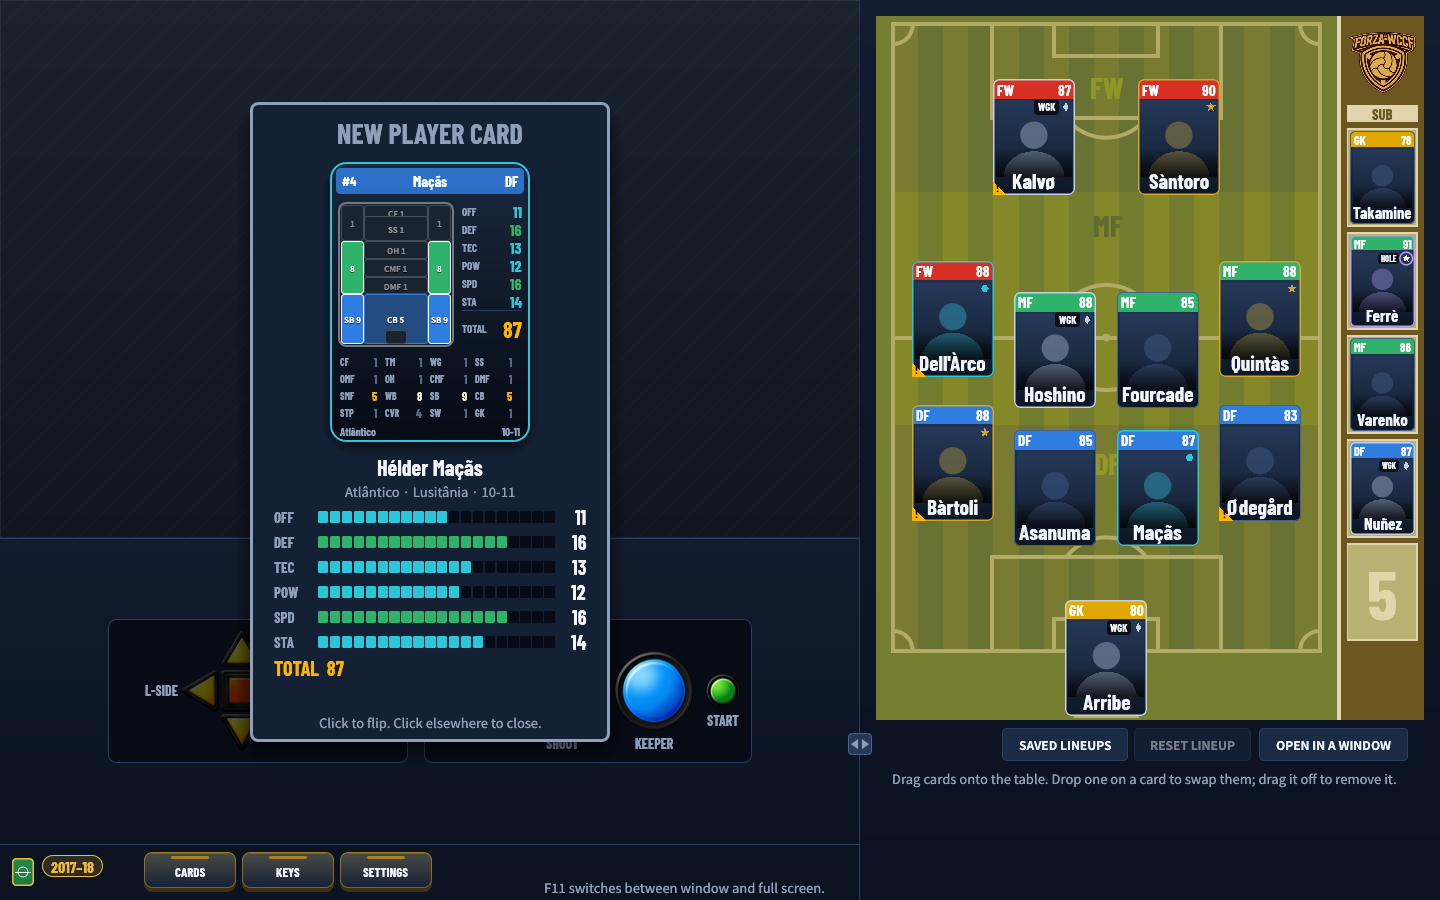 NEW PLAYER CARD
#4 Maçãs DF
CF 1
1 SS 1 1
OH 1
8 CMF 1 8
DMF 1
SB 9 CB 5 SB 9
OFF 11
DEF 16
TEC 13
POW 12
SPD 16
STA 14
TOTAL 87
CF 1 TM 1 WG 1 SS 1
OMF 1 OH 1 CMF 1 DMF 1
SMF 5 WB 8 SB 9 CB 5
STP 1 CVR 4 SW 1 GK 1
Atlântico 10-11
Hélder Maçãs
Atlântico · Lusitânia · 10-11
OFF 11
DEF 16
TEC 13
POW 12
SPD 16
STA 14
TOTAL 87
Click to flip. Click elsewhere to close.
L-SIDE
SHOOT
KEEPER
START
2017–18
CARDS
KEYS
SETTINGS
F11 switches between window and full screen.
FW
MF
DF
FW 87
WGK
Kalvø
FW 90
Sàntoro
FW 88
Dell'Àrco
MF 88
WGK
Hoshino
MF 85
Fourcade
MF 88
Quintàs
DF 88
Bàrtoli
DF 85
Asanuma
DF 87
Maçãs
DF 83
Ødegård
GK 80
WGK
Arribe
FORZA-WCCF
SUB
GK 78
Takamine
MF 91
HOLE
Ferrè
MF 86
Varenko
DF 87
WGK
Nuñez
5
SAVED LINEUPS
RESET LINEUP
OPEN IN A WINDOW
Drag cards onto the table. Drop one on a card to swap them; drag it off to remove it.